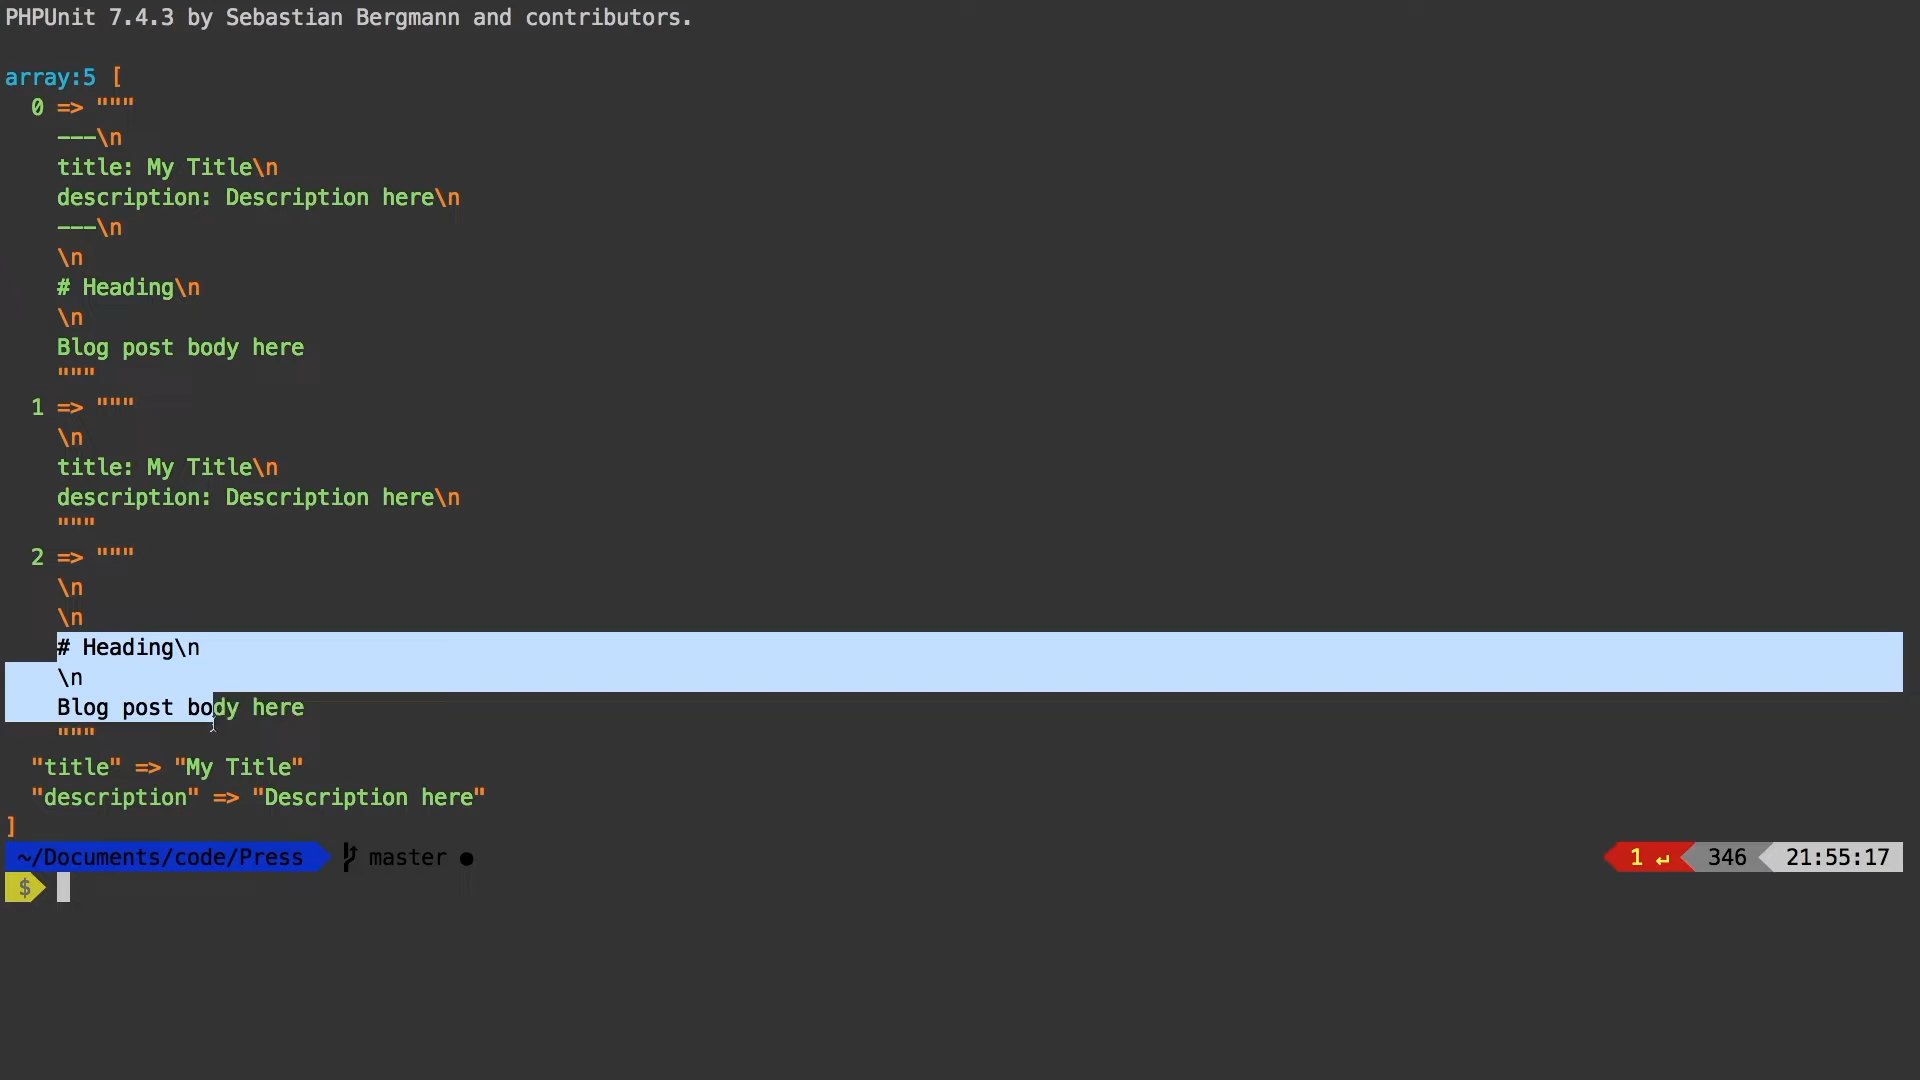 PHPUnit 7.4.3 by Sebastian Bergmann and contributors.
array:5 [
0 => """
---\n
title: My Title\n
description: Description here\n
---\n
\n
# Heading\n
\n
Blog post body here
"""
1 => """
\n
title: My Title\n
description: Description here\n
"""
2 => """
\n
\n
# Heading\n
\n
Blog post body here
"""
"title" => "My Title"
"description" => "Description here"
]
~/Documents/code/Press master ● 1 ↵ 346 21:55:17
$